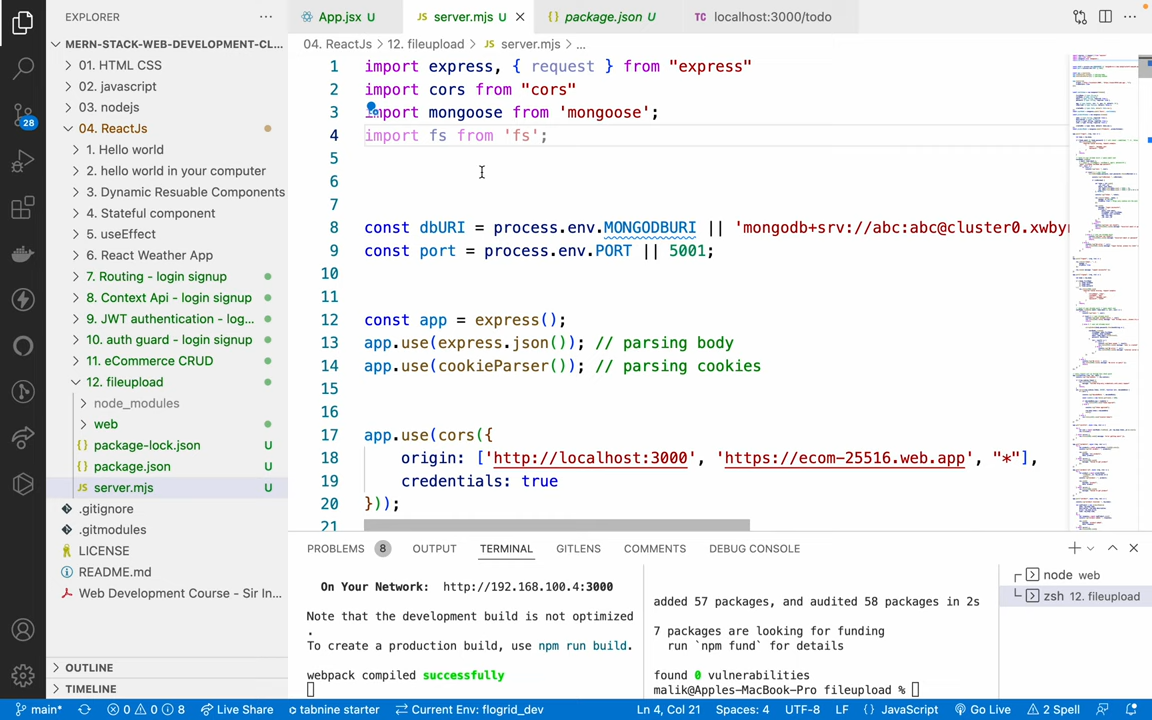 EXPLORER
App.jsx U
server.mjs U
package.json U
TC localhost:3000/todo
MERN-STACK-WEB-DEVELOPMENT-CL...
01. HTML CSS
02. javascript
03. nodejs
04. ReactJs
1. Hello world
2. hello world in your computer
3. Dynamic Resuable Components
4. Stateful component
5. useEffect
6. React Weather App
7. Routing - login signup
8. Context Api - login signup
9. JWT authentication - log...
10. auth guard - login signup
11. eCommerce CRUD
12. fileupload
node_modules
web
package-lock.json U
package.json U
JS server.mjs U
.gitignore
.gitmodules
LICENSE
README.md
Web Development Course - Sir In...
OUTLINE
TIMELINE
28
04. ReactJs > 12. fileupload > JS server.mjs > ...
1 import express, { request } from "express"
2 import cors from "cors"
3 import mongoose from 'mongoose';
4 import fs from 'fs';
5
6
7
8 const dbURI = process.env.MONGODBURI || 'mongodb+srv://abc:abc@cluster0.xwbyn
9 const port = process.env.PORT || 5001;
10
11
12 const app = express();
13 app.use(express.json()); // parsing body
14 app.use(cookieParser()); // parsing cookies
15
16
17 app.use(cors({
18 origin: ['http://localhost:3000', 'https://ecom-25516.web.app', "*"],
19 credentials: true
20 }));
21
PROBLEMS 8 OUTPUT TERMINAL GITLENS COMMENTS DEBUG CONSOLE
On Your Network: http://192.168.100.4:3000
Note that the development build is not optimized
.
To create a production build, use npm run build.
webpack compiled successfully
added 57 packages, and audited 58 packages in 2s
7 packages are looking for funding
run `npm fund` for details
found 0 vulnerabilities
malik@Apples-MacBook-Pro fileupload %
node web
zsh 12. fileupload
main* 0 0 8 Live Share tabnine starter Current Env: flogrid_dev Ln 4, Col 21 Spaces: 4 UTF-8 LF {} JavaScript Go Live 2 Spell